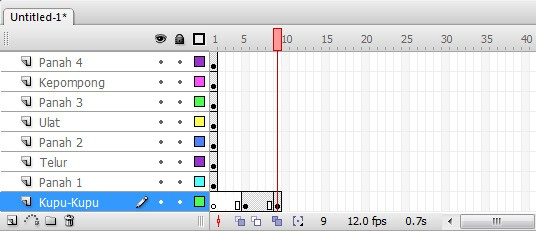 Untitled-1*
1 5 10 15 20 25 30 35 40
Panah 4
Kepompong
Panah 3
Ulat
Panah 2
Telur
Panah 1
Kupu-Kupu
9 12.0 fps 0.7s